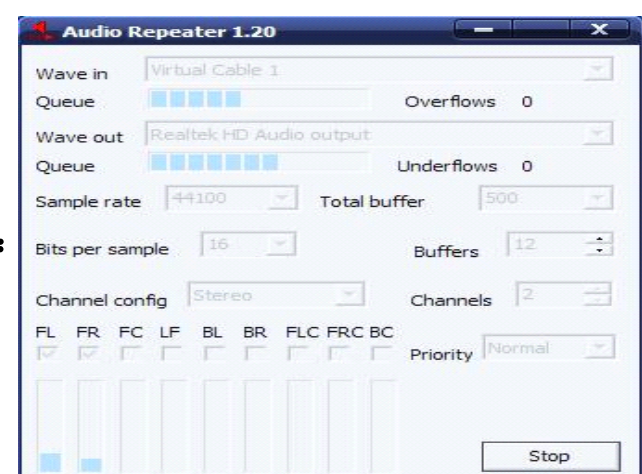 Audio Repeater 1.20
Wave in Virtual Cable 1
Queue Overflows 0
Wave out Realtek HD Audio output
Queue Underflows 0
Sample rate 44100 Total buffer 500
Bits per sample 16 Buffers 12
Channel config Stereo Channels 2
FL FR FC LF BL BR FLC FRC BC
Priority Normal
Stop